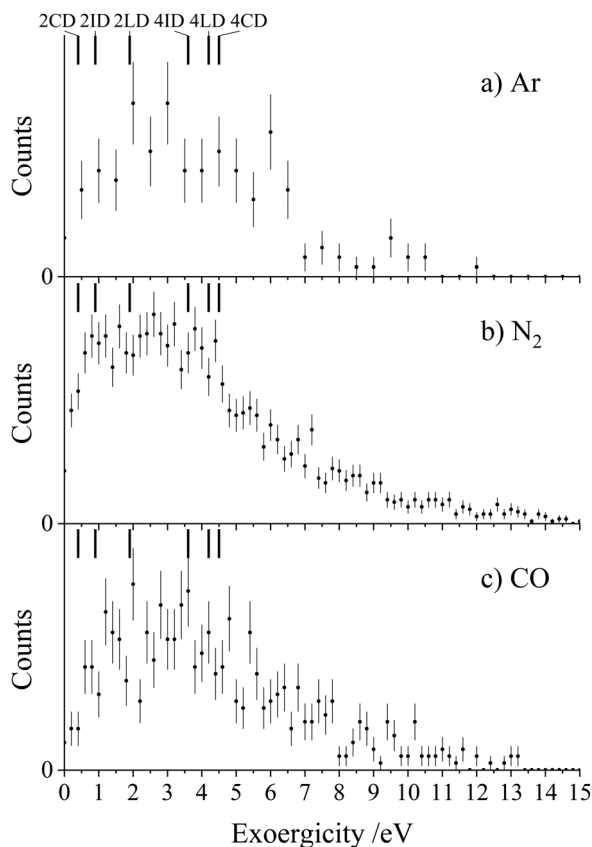 2CD 2ID 2LD 4ID 4LD 4CD
a) Ar
Counts
0
b) N₂
Counts
0
c) CO
Counts
0
0 1 2 3 4 5 6 7 8 9 10 11 12 13 14 15
Exoergicity /eV